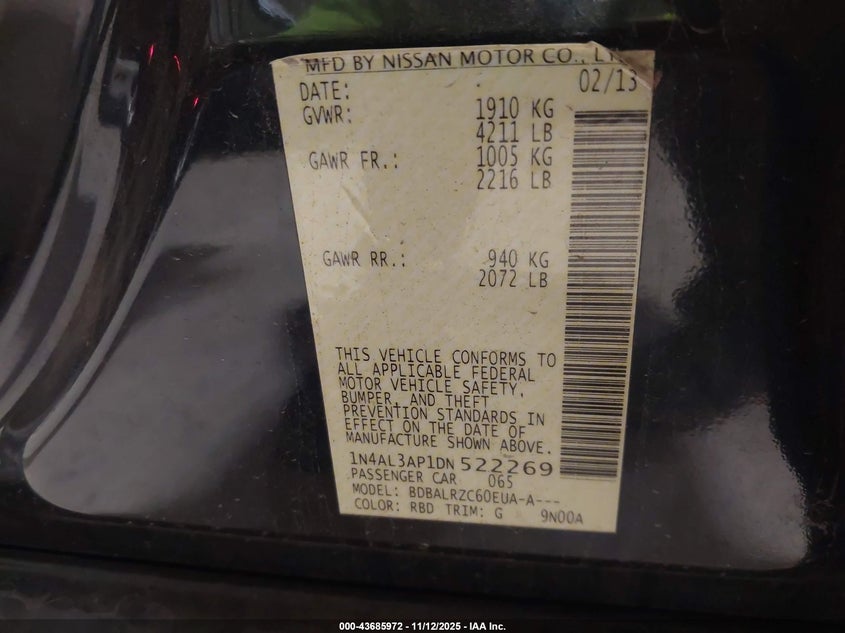 MFD BY NISSAN MOTOR CO., LT
DATE: 02/13
GVWR: 1910 KG
4211 LB
GAWR FR.: 1005 KG
2216 LB
GAWR RR.: 940 KG
2072 LB
THIS VEHICLE CONFORMS TO
ALL APPLICABLE FEDERAL
MOTOR VEHICLE SAFETY,
BUMPER, AND THEFT
PREVENTION STANDARDS IN
EFFECT ON THE DATE OF
MANUFACTURE SHOWN ABOVE.
1N4AL3AP1DN 522269
PASSENGER CAR 065
MODEL: BDBALRZC60EUA-A---
COLOR: RBD TRIM: G 9N00A
000-43685972 - 11/12/2025 - IAA Inc.